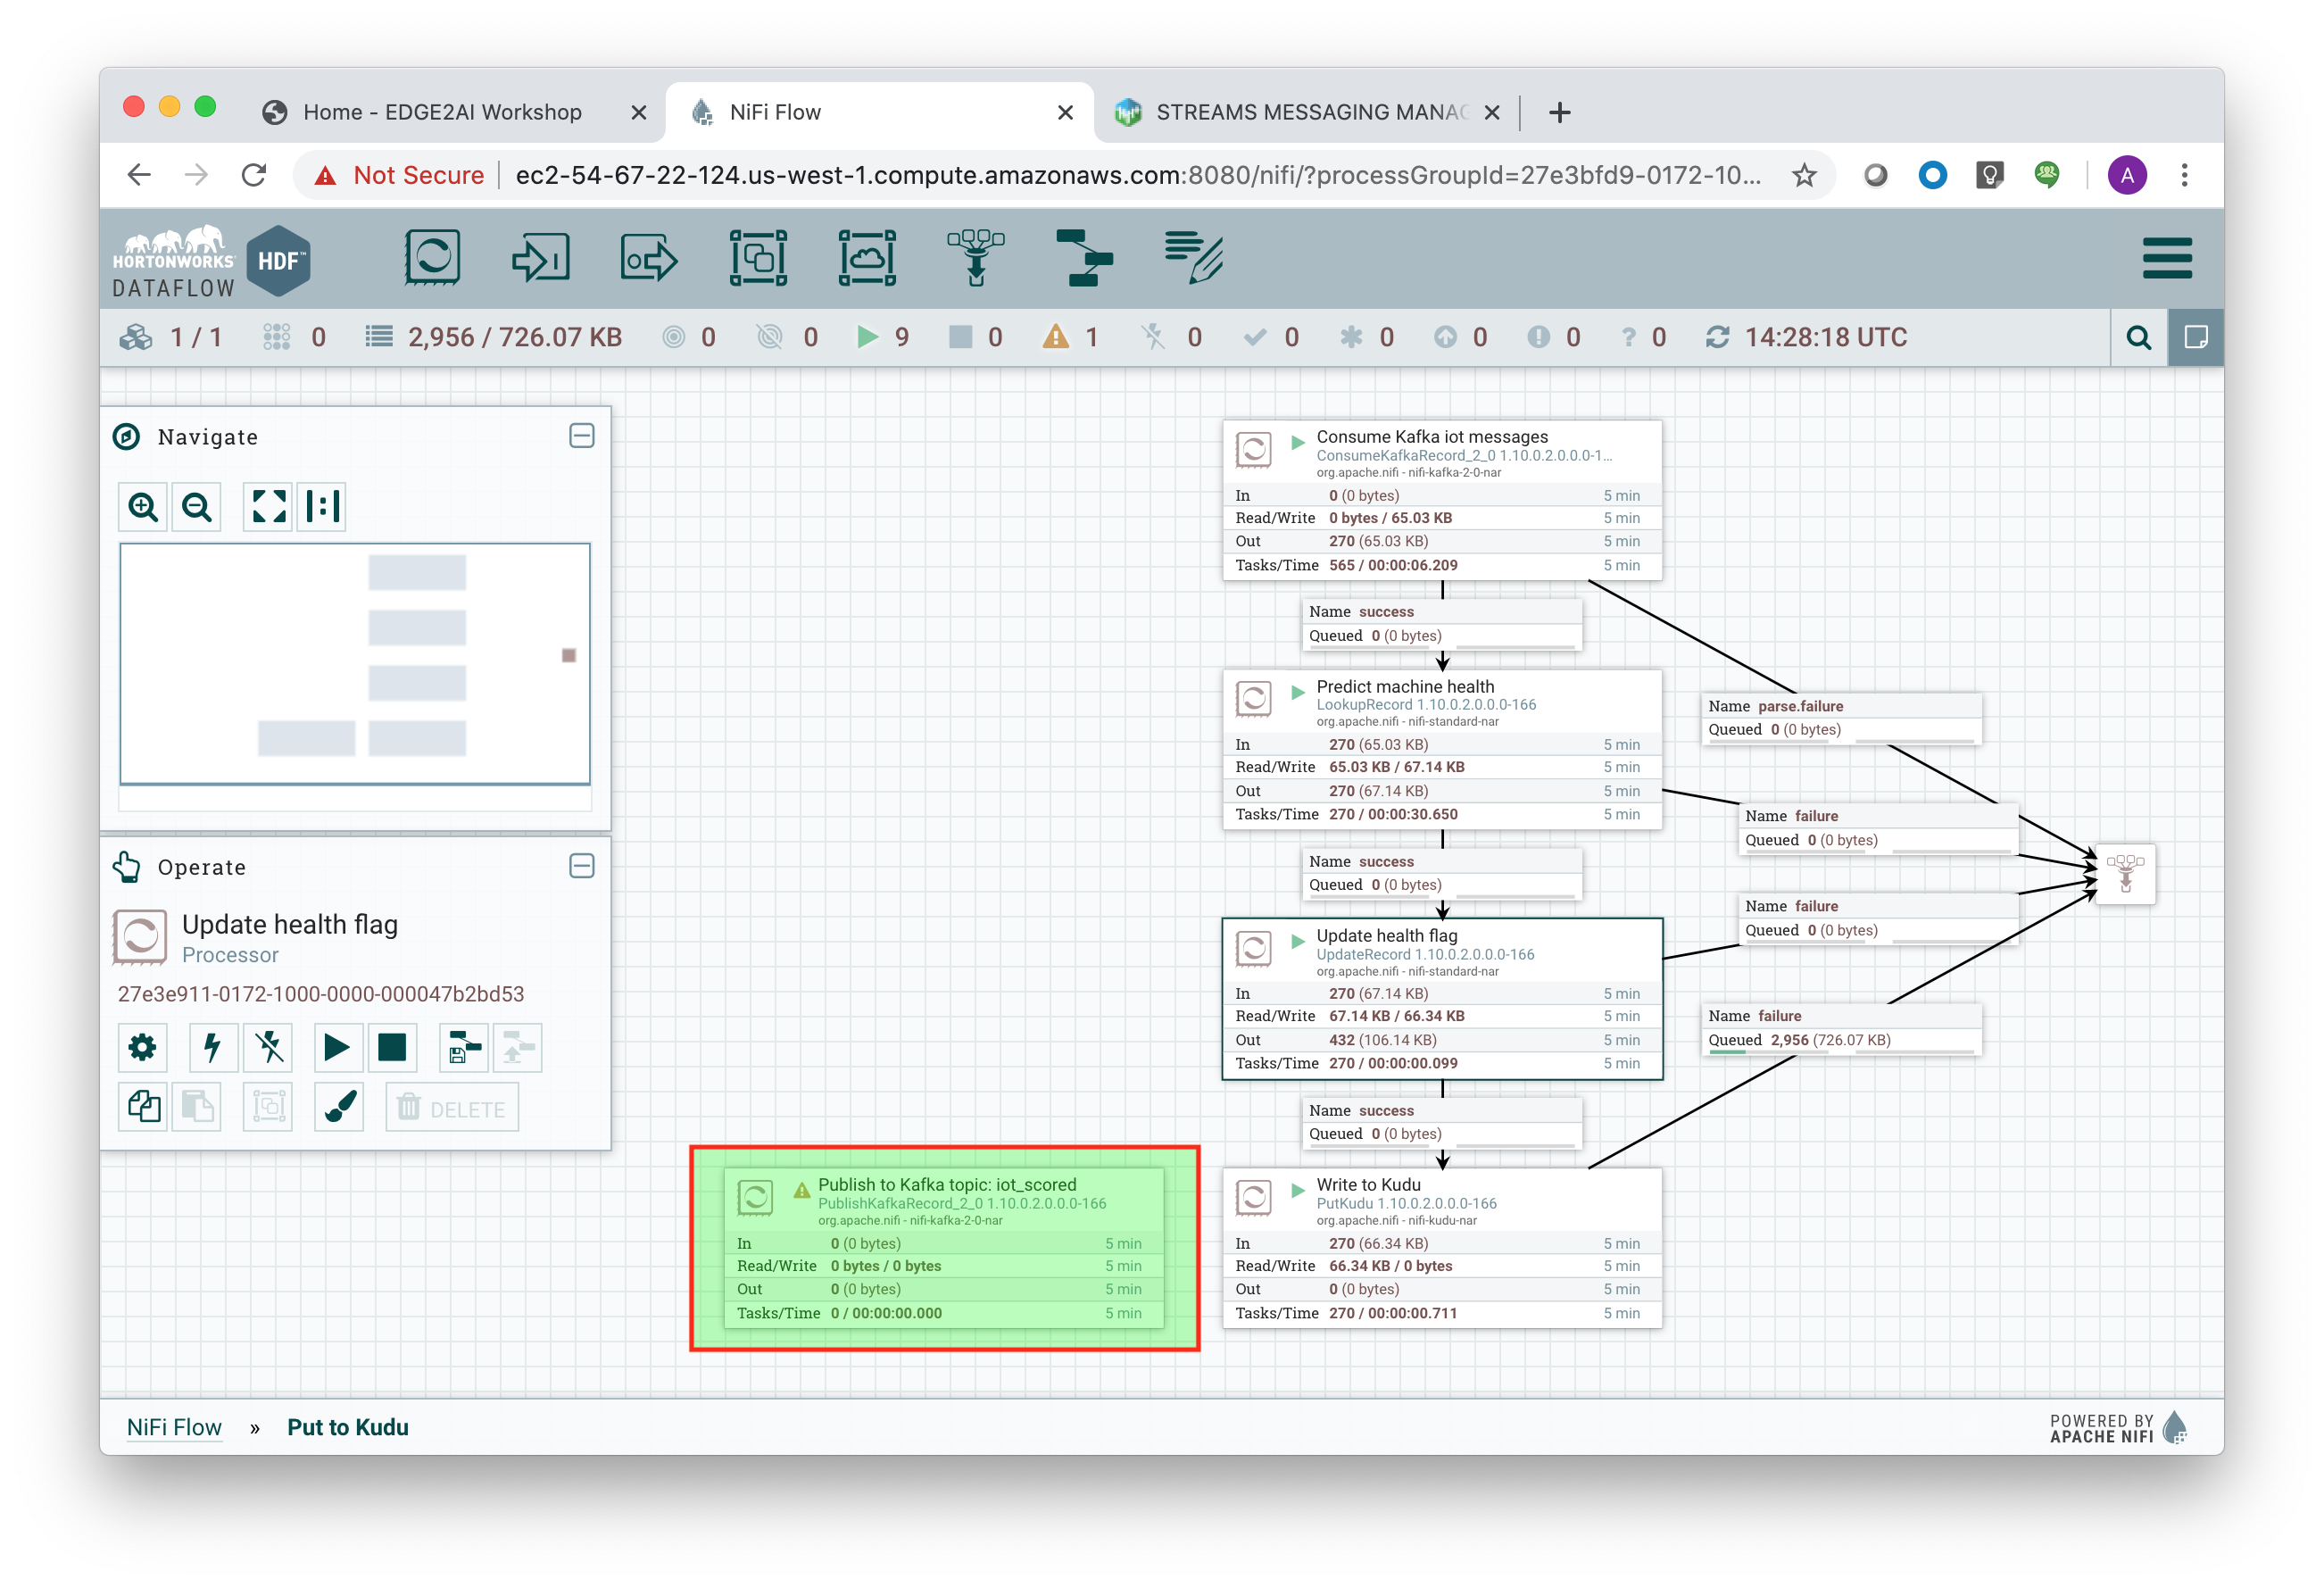 Home - EDGE2AI Workshop
NiFi Flow
STREAMS MESSAGING MANAG
Not Secure
ec2-54-67-22-124.us-west-1.compute.amazonaws.com:8080/nifi/?processGroupId=27e3bfd9-0172-10...
A
HORTONWORKS
DATAFLOW
HDF™
1 / 1
0
2,956 / 726.07 KB
0
0
9
0
1
0
0
0
0
0
? 0
14:28:18 UTC
Navigate
Operate
Update health flag
Processor
27e3e911-0172-1000-0000-000047b2bd53
DELETE
Consume Kafka iot messages
ConsumeKafkaRecord_2_0 1.10.0.2.0.0.0-1...
org.apache.nifi - nifi-kafka-2-0-nar
In 0 (0 bytes) 5 min
Read/Write 0 bytes / 65.03 KB 5 min
Out 270 (65.03 KB) 5 min
Tasks/Time 565 / 00:00:06.209 5 min
Name success
Queued 0 (0 bytes)
Predict machine health
LookupRecord 1.10.0.2.0.0.0-166
org.apache.nifi - nifi-standard-nar
In 270 (65.03 KB) 5 min
Read/Write 65.03 KB / 67.14 KB 5 min
Out 270 (67.14 KB) 5 min
Tasks/Time 270 / 00:00:30.650 5 min
Name success
Queued 0 (0 bytes)
Update health flag
UpdateRecord 1.10.0.2.0.0.0-166
org.apache.nifi - nifi-standard-nar
In 270 (67.14 KB) 5 min
Read/Write 67.14 KB / 66.34 KB 5 min
Out 432 (106.14 KB) 5 min
Tasks/Time 270 / 00:00:00.099 5 min
Name success
Queued 0 (0 bytes)
Write to Kudu
PutKudu 1.10.0.2.0.0.0-166
org.apache.nifi - nifi-kudu-nar
In 270 (66.34 KB) 5 min
Read/Write 66.34 KB / 0 bytes 5 min
Out 0 (0 bytes) 5 min
Tasks/Time 270 / 00:00:00.711 5 min
Publish to Kafka topic: iot_scored
PublishKafkaRecord_2_0 1.10.0.2.0.0.0-166
org.apache.nifi - nifi-kafka-2-0-nar
In 0 (0 bytes) 5 min
Read/Write 0 bytes / 0 bytes 5 min
Out 0 (0 bytes) 5 min
Tasks/Time 0 / 00:00:00.000 5 min
Name parse.failure
Queued 0 (0 bytes)
Name failure
Queued 0 (0 bytes)
Name failure
Queued 0 (0 bytes)
Name failure
Queued 2,956 (726.07 KB)
NiFi Flow » Put to Kudu
POWERED BY
APACHE NIFI